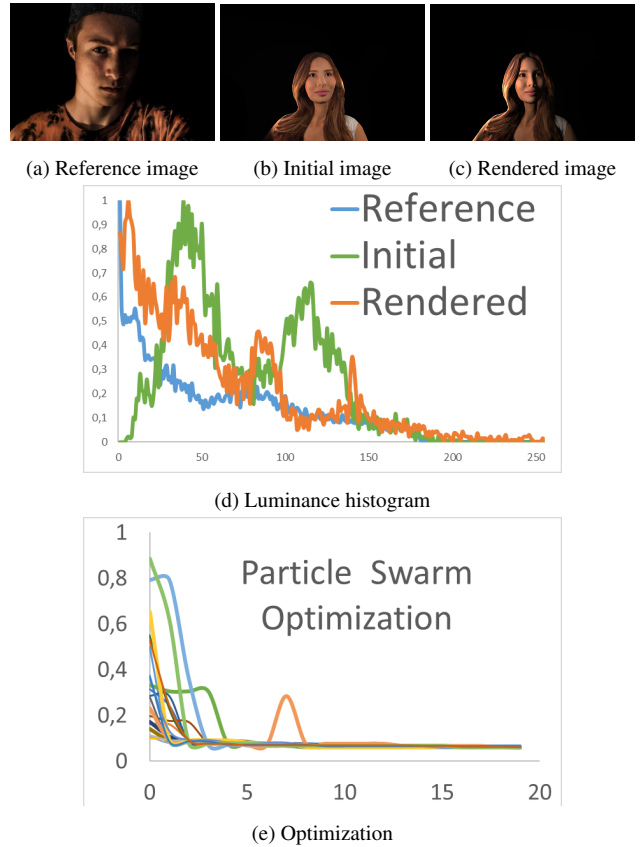 (a) Reference image (b) Initial image (c) Rendered image
1
0,9
0,8
0,7
0,6
0,5
0,4
0,3
0,2
0,1
0
0 50 100 150 200 250
Reference
Initial
Rendered
(d) Luminance histogram
1
0,8
0,6
0,4
0,2
0
0 5 10 15 20
Particle Swarm
Optimization
(e) Optimization